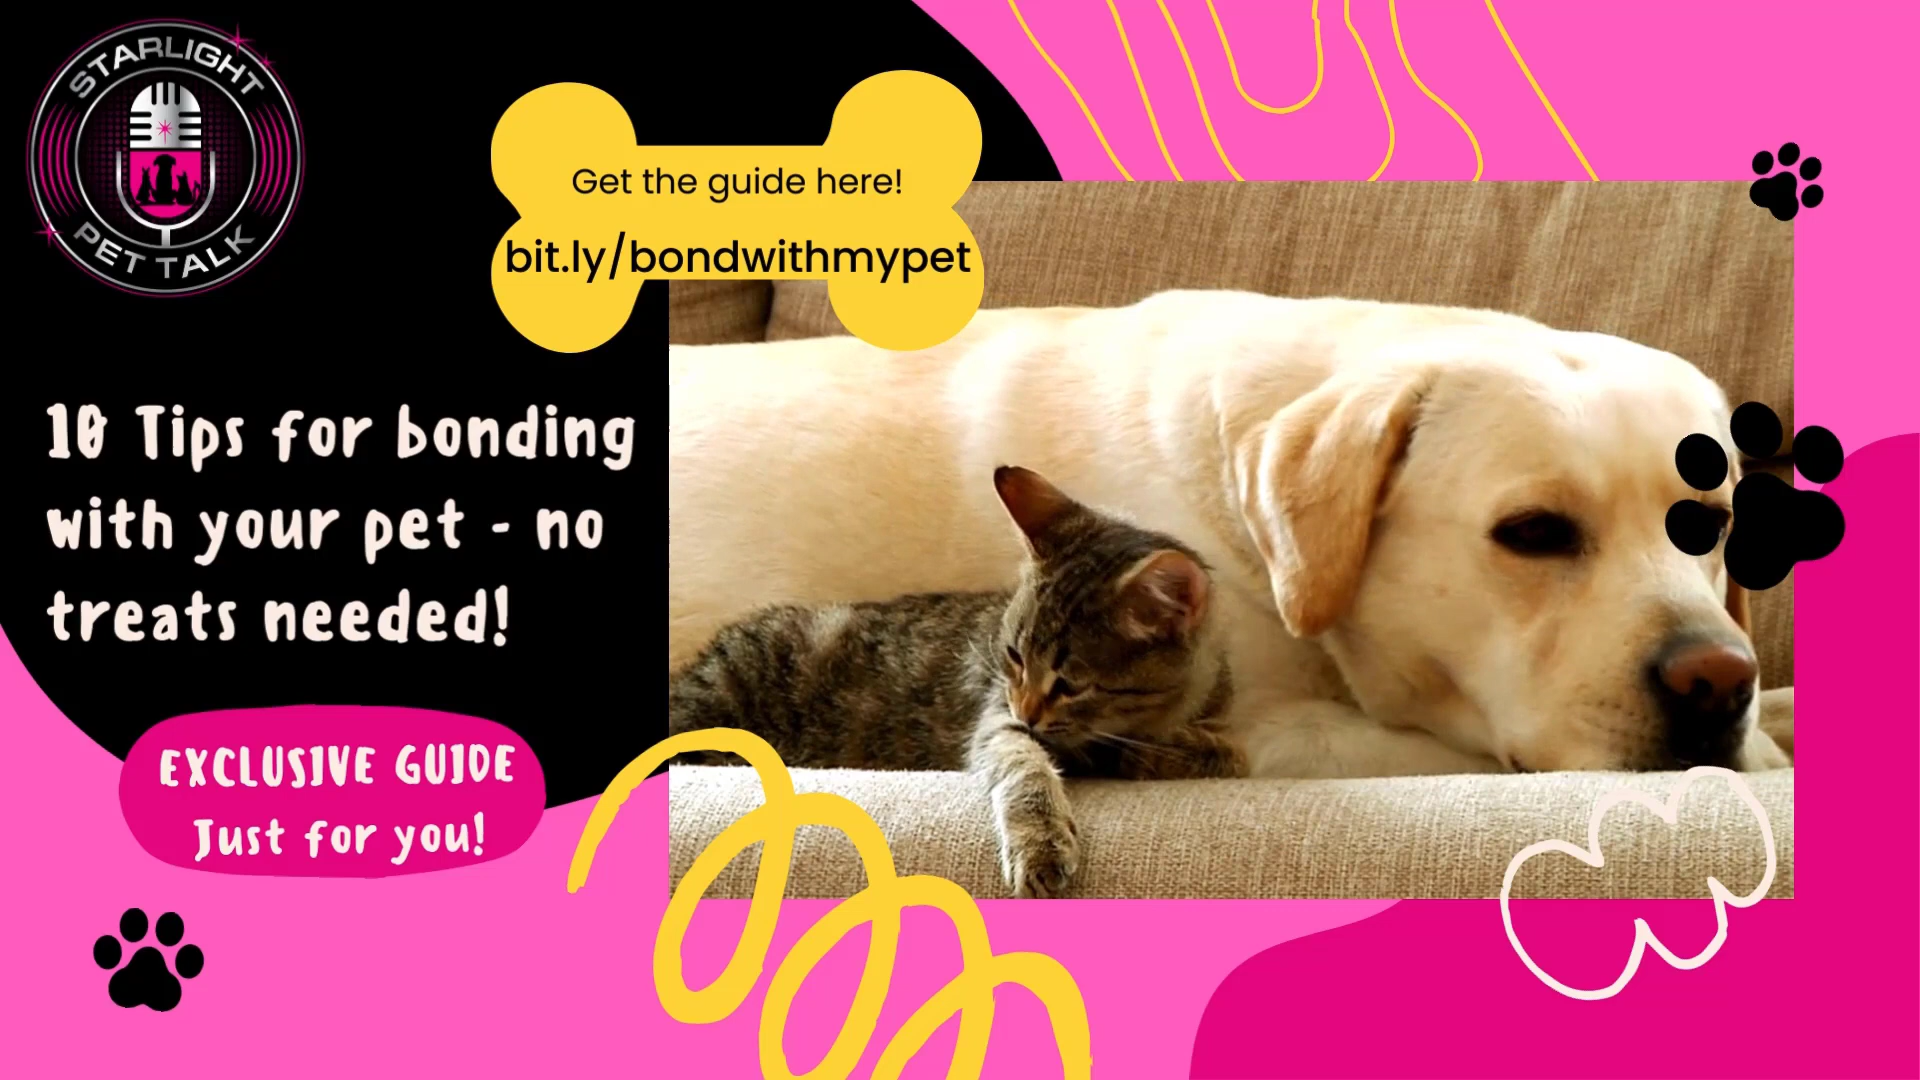 STARLIGHT
PET TALK
Get the guide here!
bit.ly/bondwithmypet
10 Tips for bonding
with your pet - no
treats needed!
EXCLUSIVE GUIDE
Just for you!